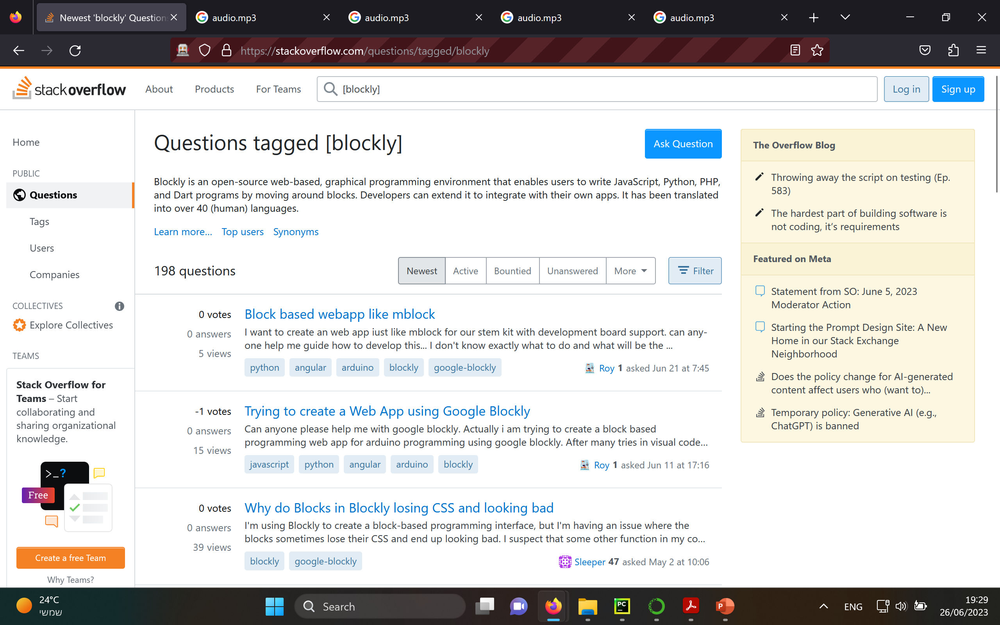 Newest 'blockly' Question
audio.mp3
audio.mp3
audio.mp3
audio.mp3
https://stackoverflow.com/questions/tagged/blockly
stackoverflow
About
Products
For Teams
[blockly]
Log in
Sign up
Home
PUBLIC
Questions
Tags
Users
Companies
COLLECTIVES
Explore Collectives
TEAMS
Stack Overflow for
Teams – Start
collaborating and
sharing organizational
knowledge.
>_?
Free
Create a free Team
Why Teams?
Questions tagged [blockly]
Ask Question
Blockly is an open-source web-based, graphical programming environment that enables users to write JavaScript, Python, PHP,
and Dart programs by moving around blocks. Developers can extend it to integrate with their own apps. It has been translated
into over 40 (human) languages.
Learn more... Top users Synonyms
198 questions
Newest
Active
Bountied
Unanswered
More
Filter
0 votes
0 answers
5 views
Block based webapp like mblock
I want to create an web app iust like mblock for our stem kit with development board support. can any-
one help me guide how to develop this... I don't know exactly what to do and what will be the ...
python angular arduino blockly google-blockly
Roy 1 asked Jun 21 at 7:45
-1 votes
0 answers
15 views
Trying to create a Web App using Google Blockly
Can anyone please help me with google blockly. Actually i am trying to create a block based
programming web app for arduino programming using google blockly. After many tries in visual code...
javascript python angular arduino blockly
Roy 1 asked Jun 11 at 17:16
0 votes
0 answers
39 views
Why do Blocks in Blockly losing CSS and looking bad
I'm using Blockly to create a block-based programming interface, but I'm having an issue where the
blocks sometimes lose their CSS and end up looking bad. I suspect that some other function in my co...
blockly google-blockly
Sleeper 47 asked May 2 at 10:06
The Overflow Blog
Throwing away the script on testing (Ep.
583)
The hardest part of building software is
not coding, it’s requirements
Featured on Meta
Statement from SO: June 5, 2023
Moderator Action
Starting the Prompt Design Site: A New
Home in our Stack Exchange
Neighborhood
Does the policy change for AI-generated
content affect users who (want to)...
Temporary policy: Generative AI (e.g.,
ChatGPT) is banned
24°C
שמשי
Search
PC
P
ENG
19:29
26/06/2023